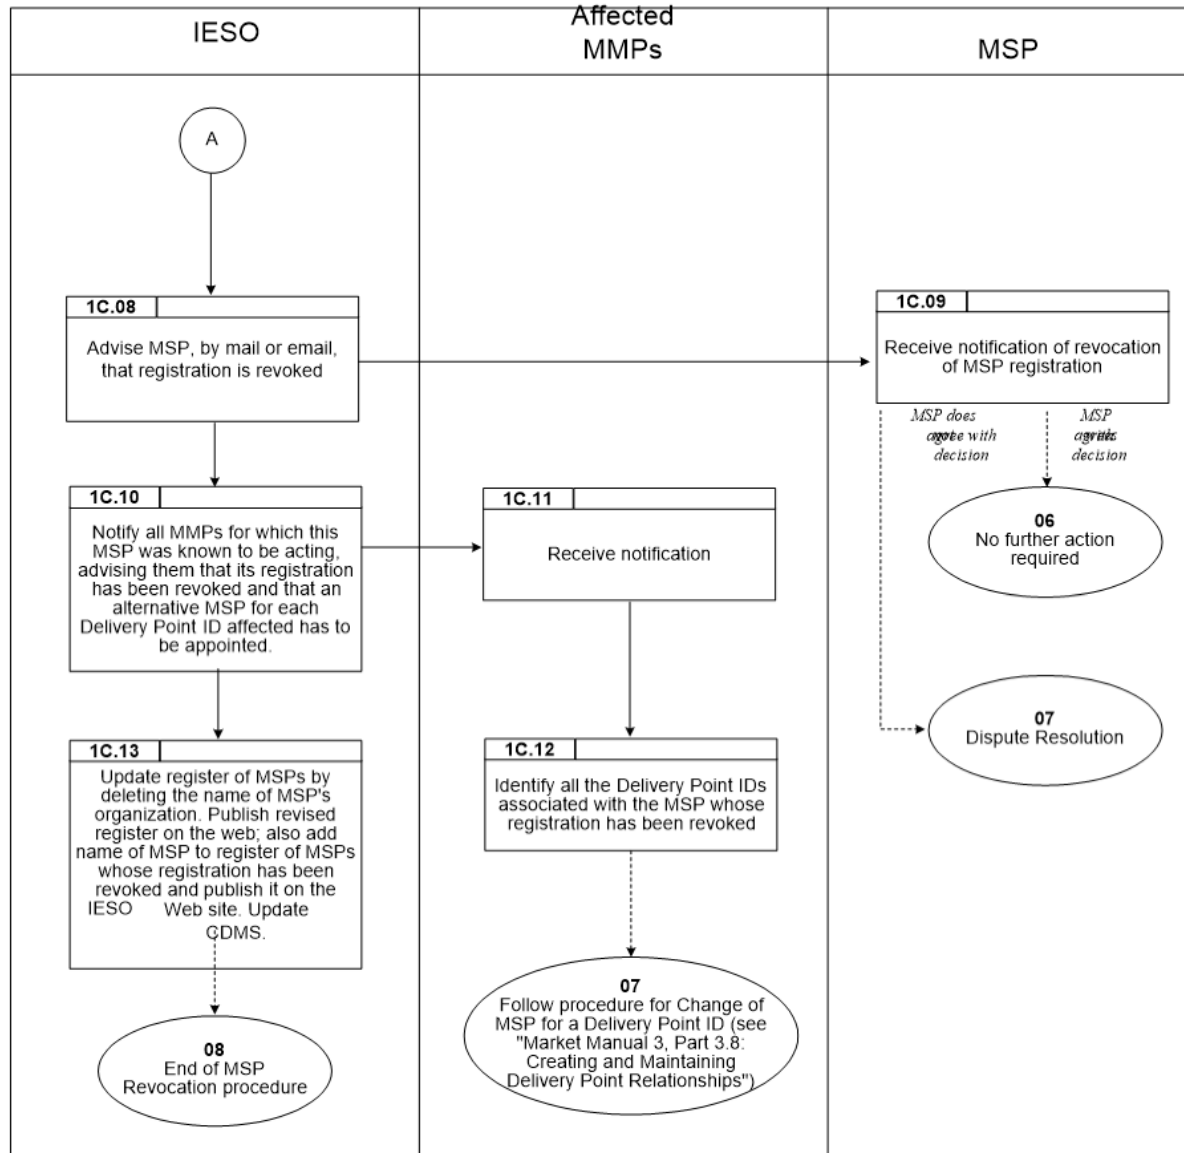 IESO
Affected
MMPs
MSP
A
1C.08
Advise MSP, by mail or email,
that registration is revoked
1C.09
Receive notification of revocation
of MSP registration
MSP does
not
agree with
decision
MSP
agrees
with
decision
1C.10
Notify all MMPs for which this
MSP was known to be acting,
advising them that its registration
has been revoked and that an
alternative MSP for each
Delivery Point ID affected has to
be appointed.
1C.11
Receive notification
06
No further action
required
07
Dispute Resolution
1C.13
Update register of MSPs by
deleting the name of MSP's
organization. Publish revised
register on the web; also add
name of MSP to register of MSPs
whose registration has been
revoked and publish it on the
IESO Web site. Update
CDMS.
1C.12
Identify all the Delivery Point IDs
associated with the MSP whose
registration has been revoked
07
Follow procedure for Change of
MSP for a Delivery Point ID (see
"Market Manual 3, Part 3.8:
Creating and Maintaining
Delivery Point Relationships")
08
End of MSP
Revocation procedure